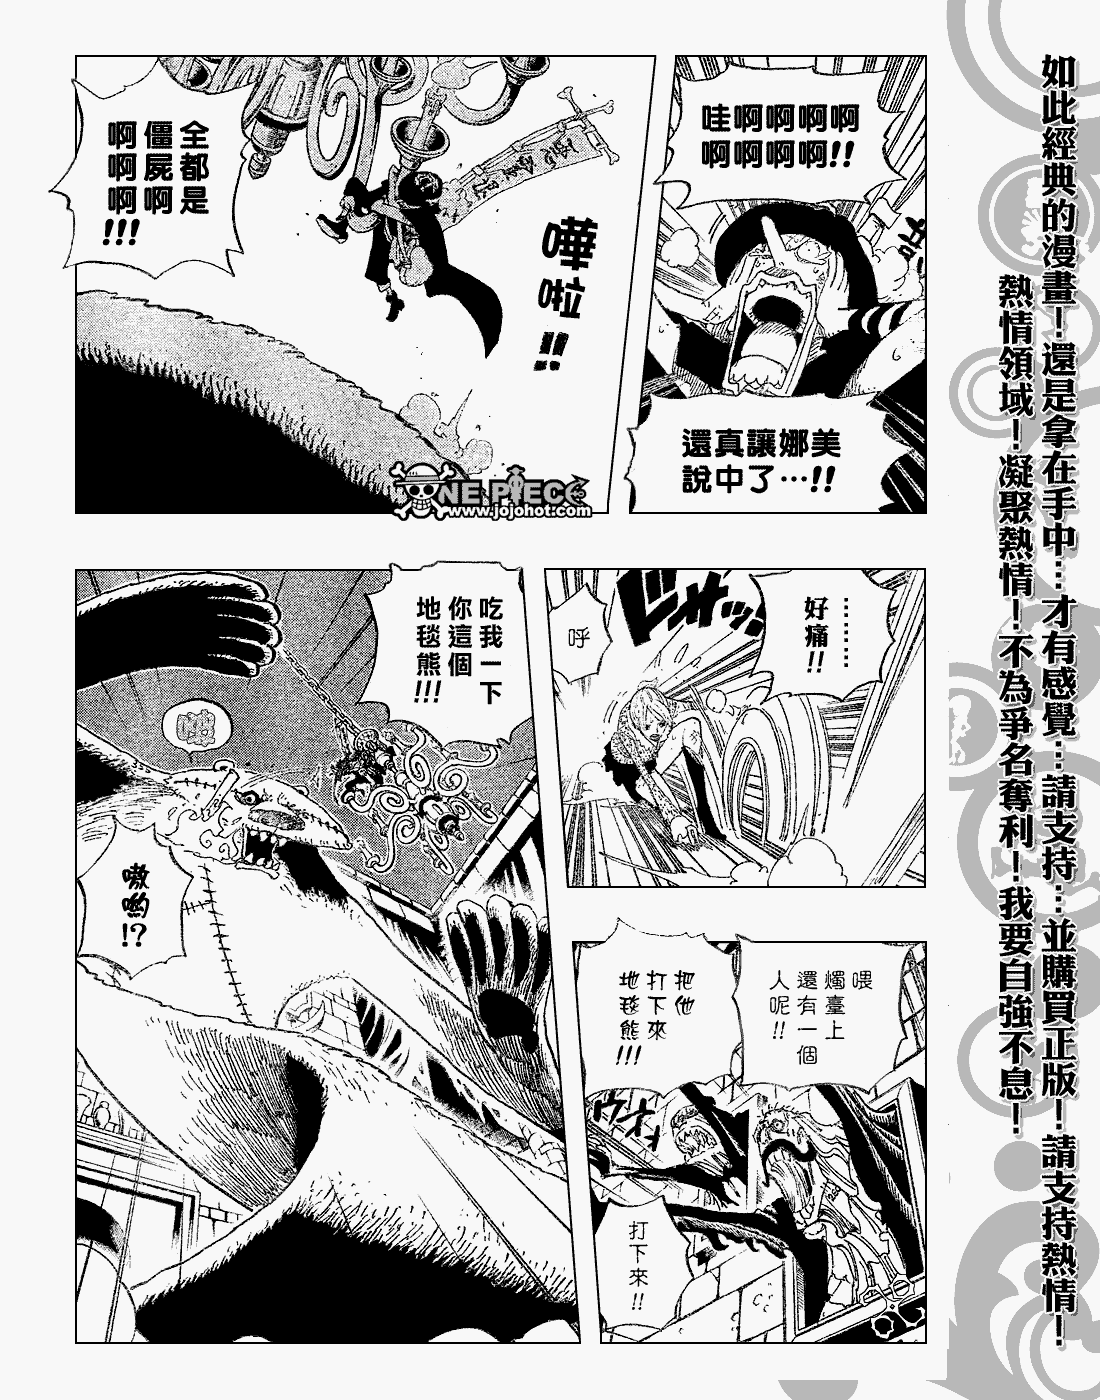 哇啊啊啊啊
啊啊啊啊!!
還真讓娜美
說中了…!!
全都是
僵屍啊
啊啊啊
!!!
嘩啦!!
ONE PIECE
www.jojohot.com
………
好痛!!
呼
吃我一下
你這個
地毯熊!!!
嗷嗚!?
喂
燭臺上
還有一個
人呢!!
把他
打下來
地毯熊!!!
打下來!!
如此經典的漫畫！還是拿在手中…才有感覺…請支持…並購買正版！請支持熱情！
熱情領域！凝聚熱情！不為爭名奪利！我要自強不息！